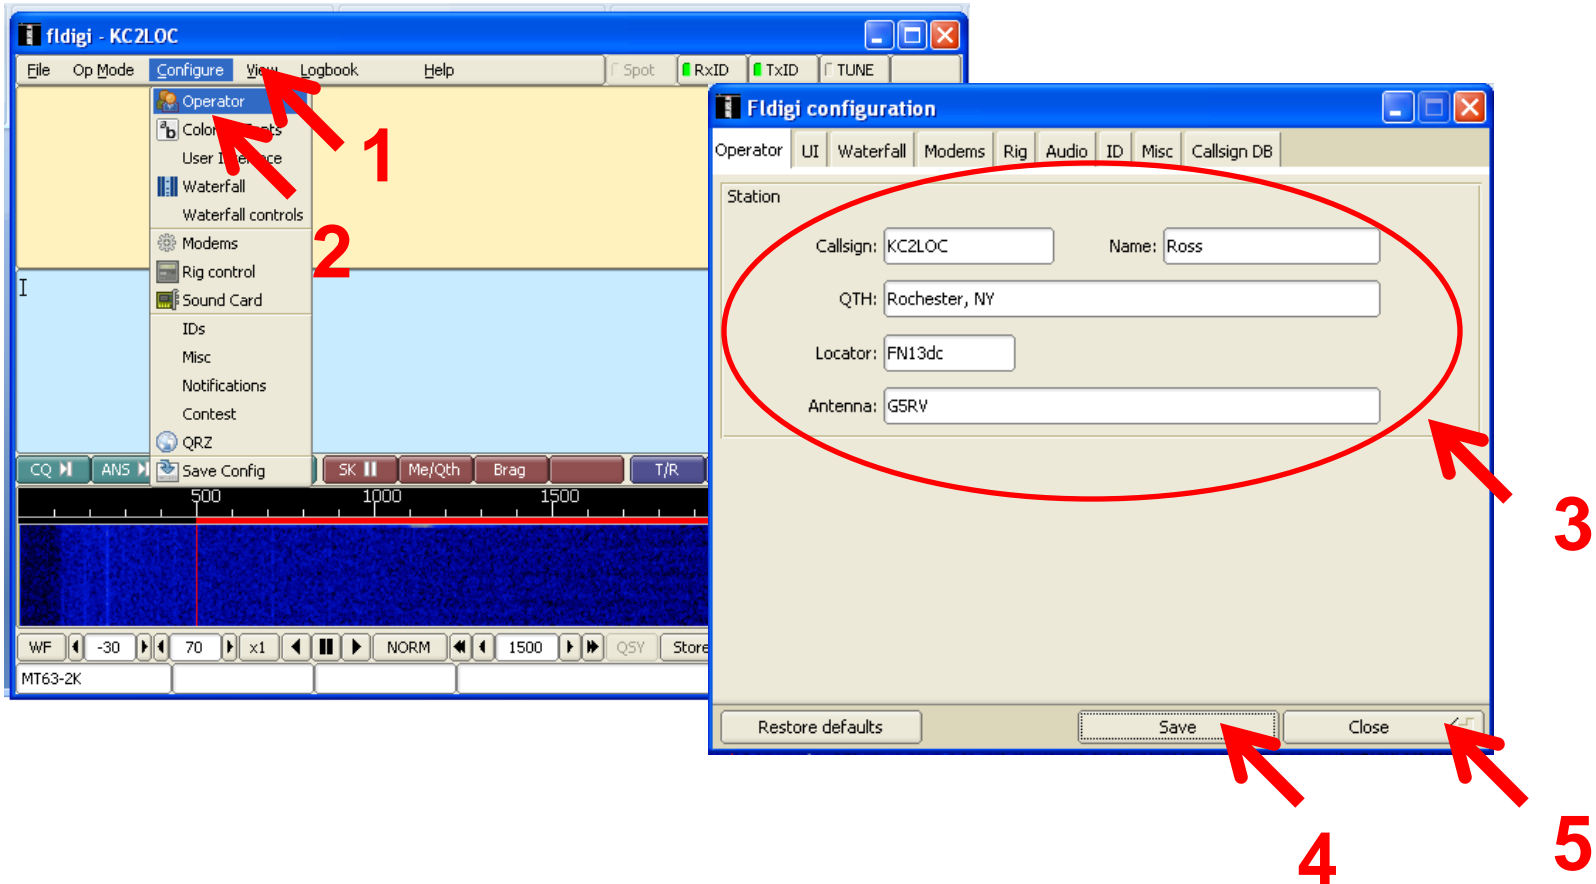 fldigi - KC2LOC
File Op Mode Configure View Logbook Help Spot RxID TxID TUNE
Operator
User
Waterfall
Waterfall controls
Modems
Rig control
Sound Card
IDs
Misc
Notifications
Contest
QRZ
Save Config
1
2
I
CQ ANS SK Me/Qth Brag T/R
500 1000 1500
WF -30 70 x1 NORM 1500 QSY Store
MT63-2K
Fldigi configuration
Operator UI Waterfall Modems Rig Audio ID Misc Callsign DB
Station
Callsign: KC2LOC Name: Ross
QTH: Rochester, NY
Locator: FN13dc
Antenna: G5RV
3
Restore defaults Save Close
4
5